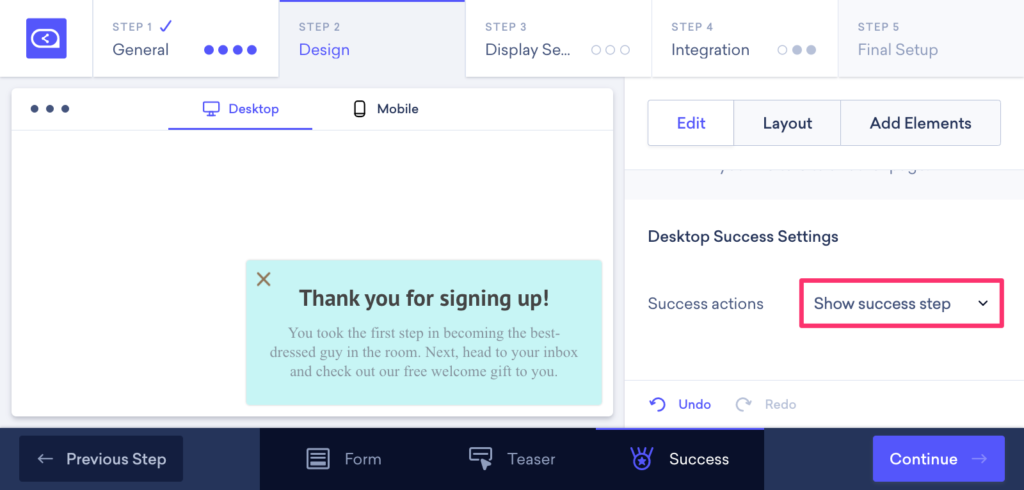 STEP 1
General
STEP 2
Design
STEP 3
Display Se...
STEP 4
Integration
STEP 5
Final Setup
Desktop
Mobile
Edit
Layout
Add Elements
Desktop Success Settings
Success actions
Show success step
Thank you for signing up!
You took the first step in becoming the best-
dressed guy in the room. Next, head to your inbox
and check out our free welcome gift to you.
Undo
Redo
Previous Step
Form
Teaser
Success
Continue